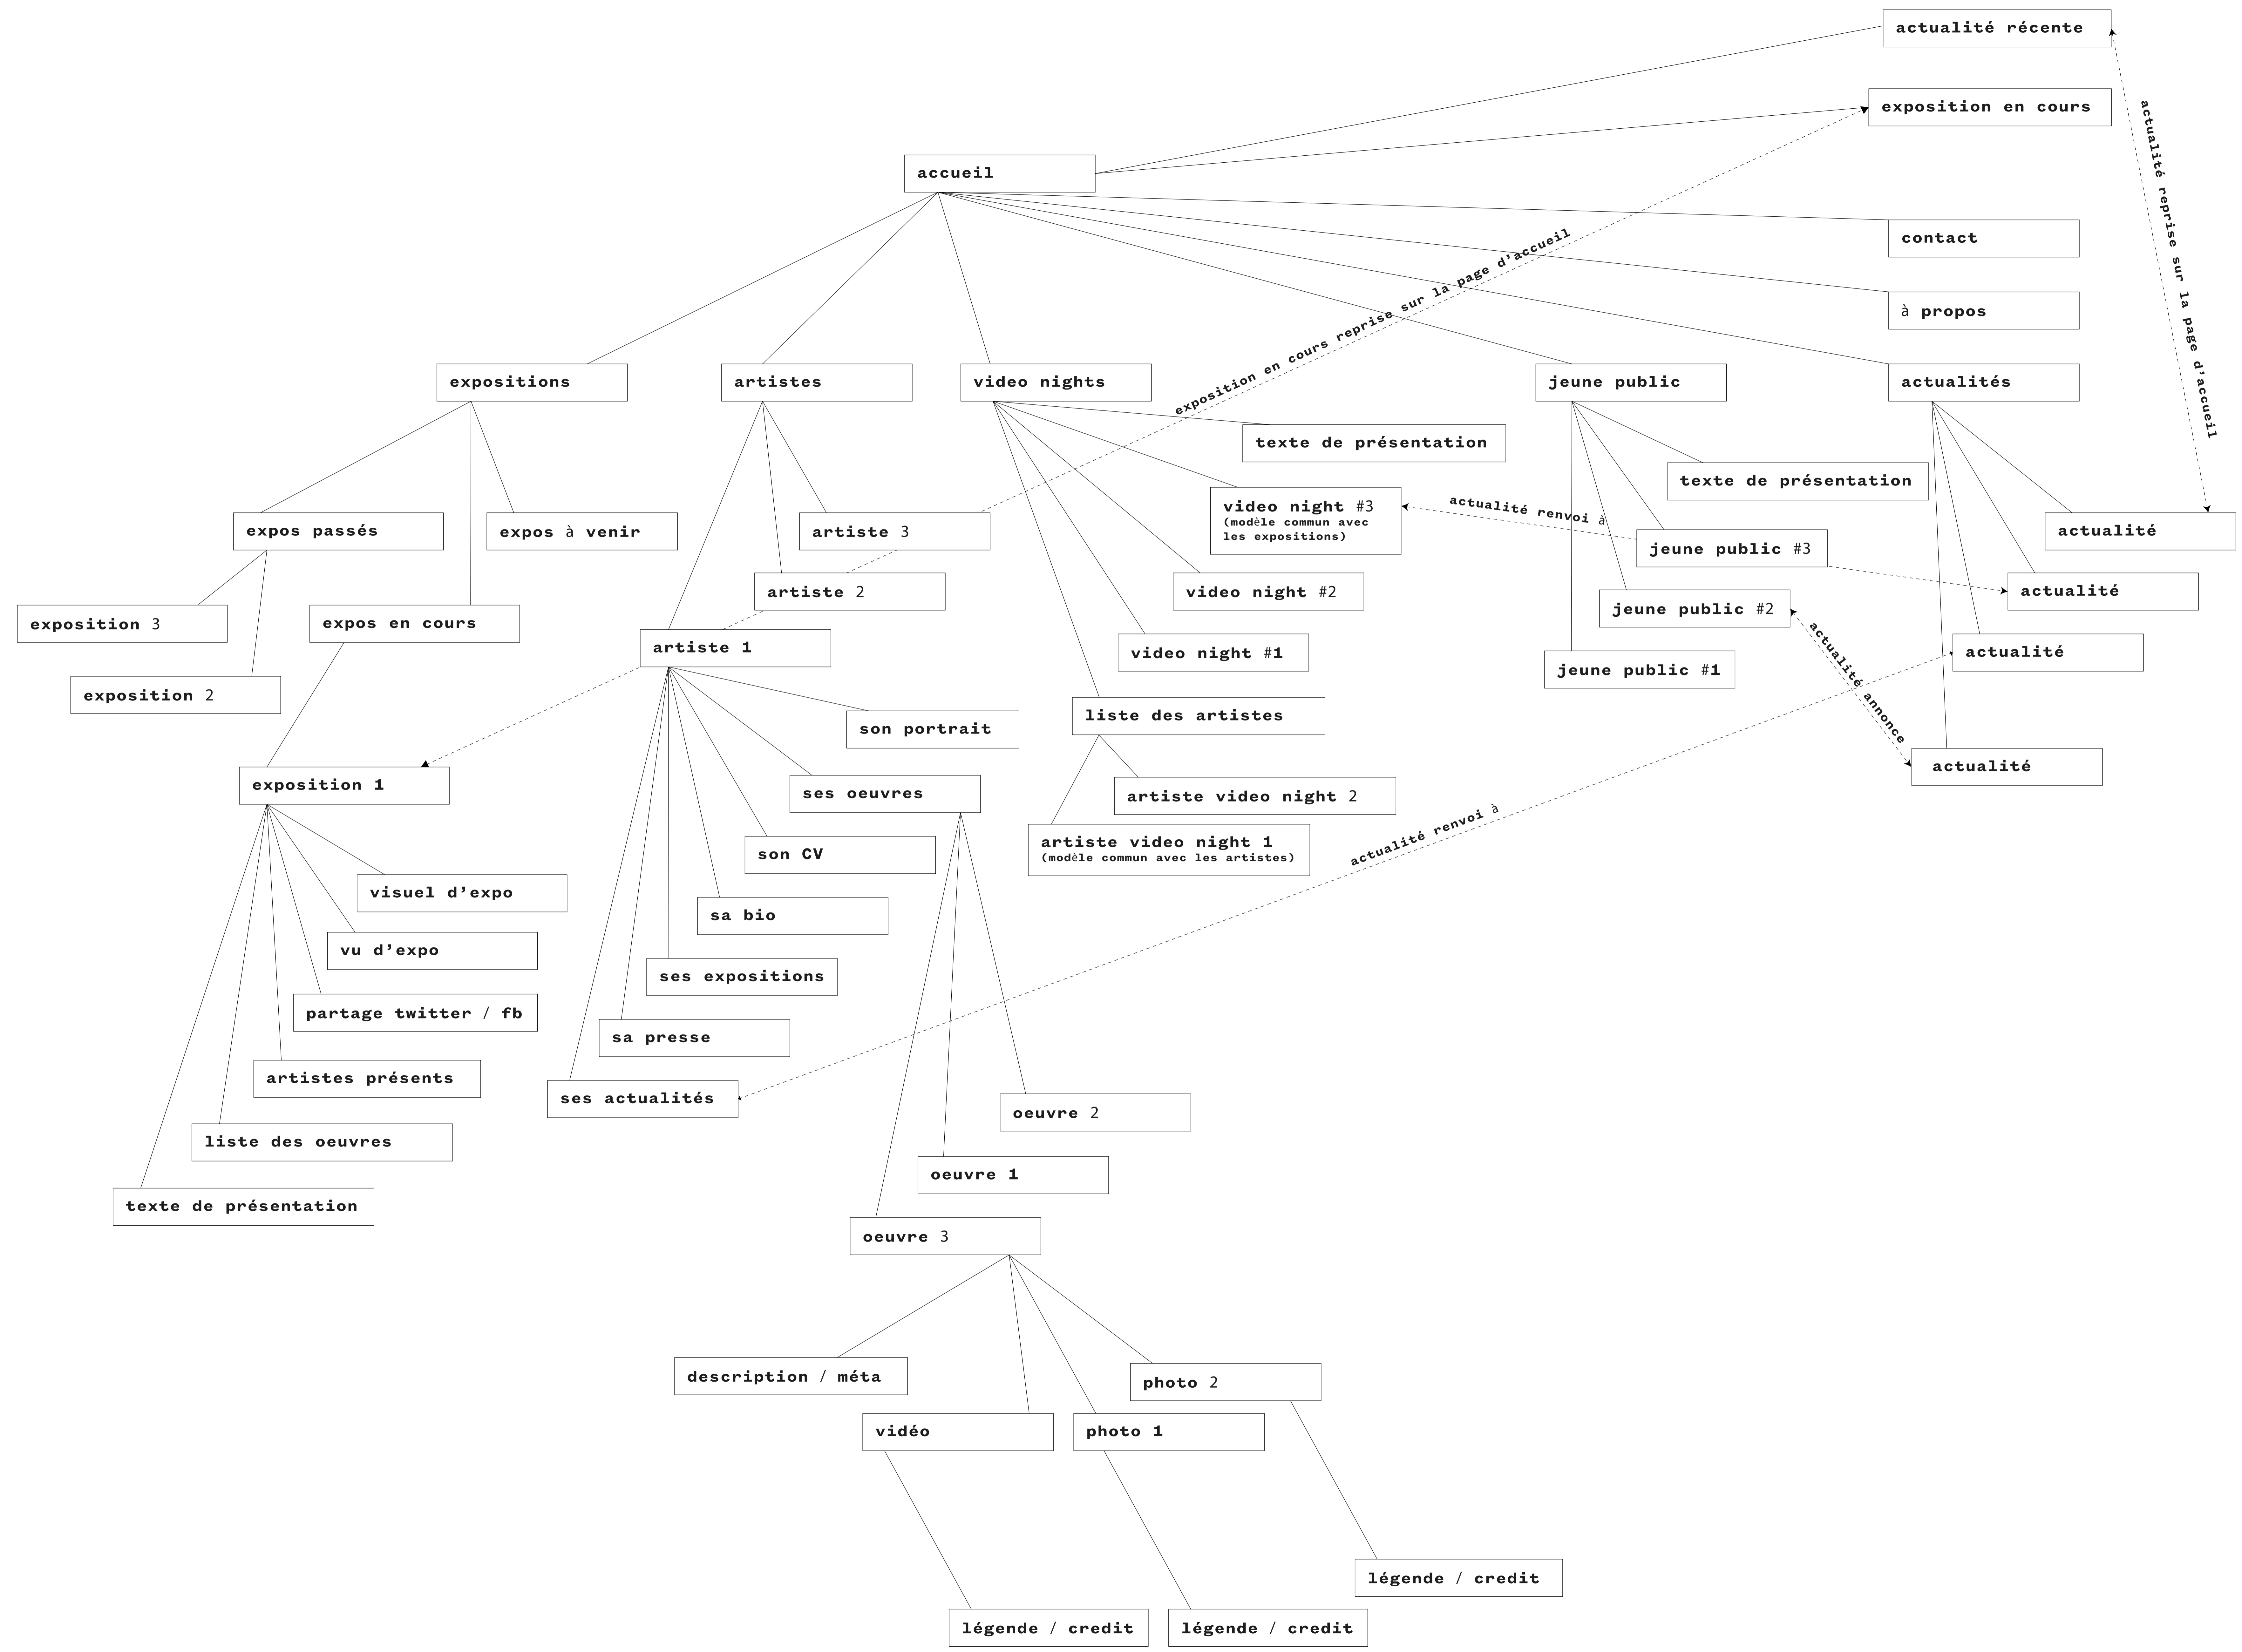 actualité récente
exposition en cours
actualité reprise sur la page d'accueil
accueil
contact
exposition en cours reprise sur la page d'accueil
à propos
expositions
artistes
video nights
jeune public
actualités
texte de présentation
texte de présentation
video night #3
(modèle commun avec
les expositions)
actualité renvoi à
expos passés
expos à venir
artiste 3
actualité
jeune public #3
artiste 2
video night #2
actualité
jeune public #2
exposition 3
expos en cours
artiste 1
video night #1
actualité
jeune public #1
actualité annonce
exposition 2
liste des artistes
son portrait
actualité
exposition 1
ses oeuvres
artiste video night 2
actualité renvoi à
artiste video night 1
(modèle commun avec les artistes)
son CV
visuel d'expo
sa bio
vu d'expo
ses expositions
partage twitter / fb
sa presse
artistes présents
ses actualités
oeuvre 2
liste des oeuvres
oeuvre 1
texte de présentation
oeuvre 3
description / méta
photo 2
vidéo
photo 1
légende / credit
légende / credit
légende / credit